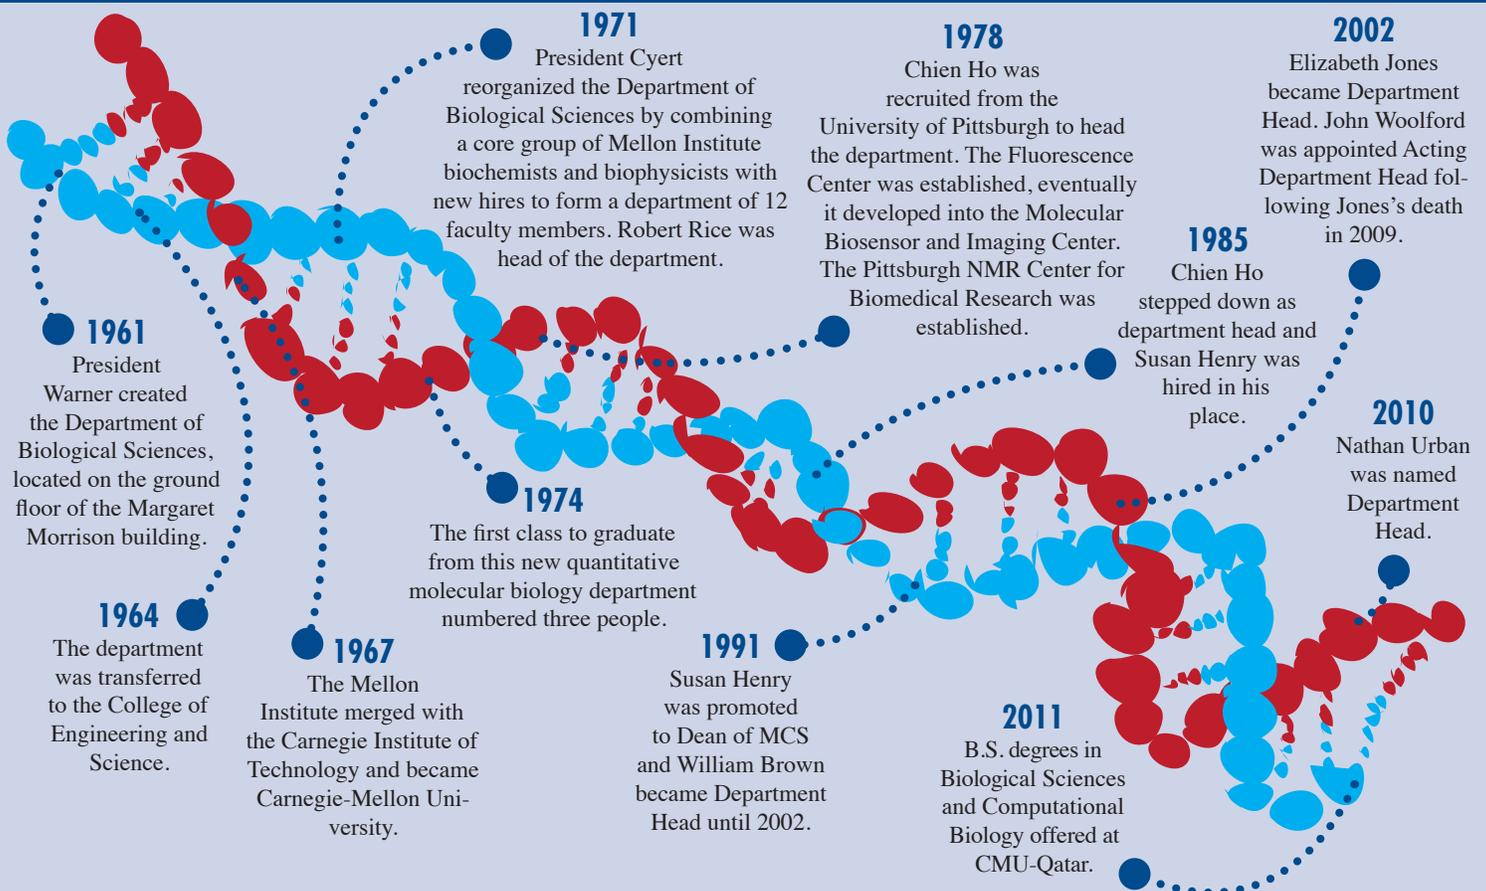 1961
President
Warner created
the Department of
Biological Sciences,
located on the ground
floor of the Margaret
Morrison building.
1964
The department
was transferred
to the College of
Engineering and
Science.
1967
The Mellon
Institute merged with
the Carnegie Institute of
Technology and became
Carnegie-Mellon Uni-
versity.
1971
President Cyert
reorganized the Department of
Biological Sciences by combining
a core group of Mellon Institute
biochemists and biophysicists with
new hires to form a department of 12
faculty members. Robert Rice was
head of the department.
1974
The first class to graduate
from this new quantitative
molecular biology department
numbered three people.
1978
Chien Ho was
recruited from the
University of Pittsburgh to head
the department. The Fluorescence
Center was established, eventually
it developed into the Molecular
Biosensor and Imaging Center.
The Pittsburgh NMR Center for
Biomedical Research was
established.
1985
Chien Ho
stepped down as
department head and
Susan Henry was
hired in his
place.
1991
Susan Henry
was promoted
to Dean of MCS
and William Brown
became Department
Head until 2002.
2002
Elizabeth Jones
became Department
Head. John Woolford
was appointed Acting
Department Head fol-
lowing Jones’s death
in 2009.
2010
Nathan Urban
was named
Department
Head.
2011
B.S. degrees in
Biological Sciences
and Computational
Biology offered at
CMU-Qatar.